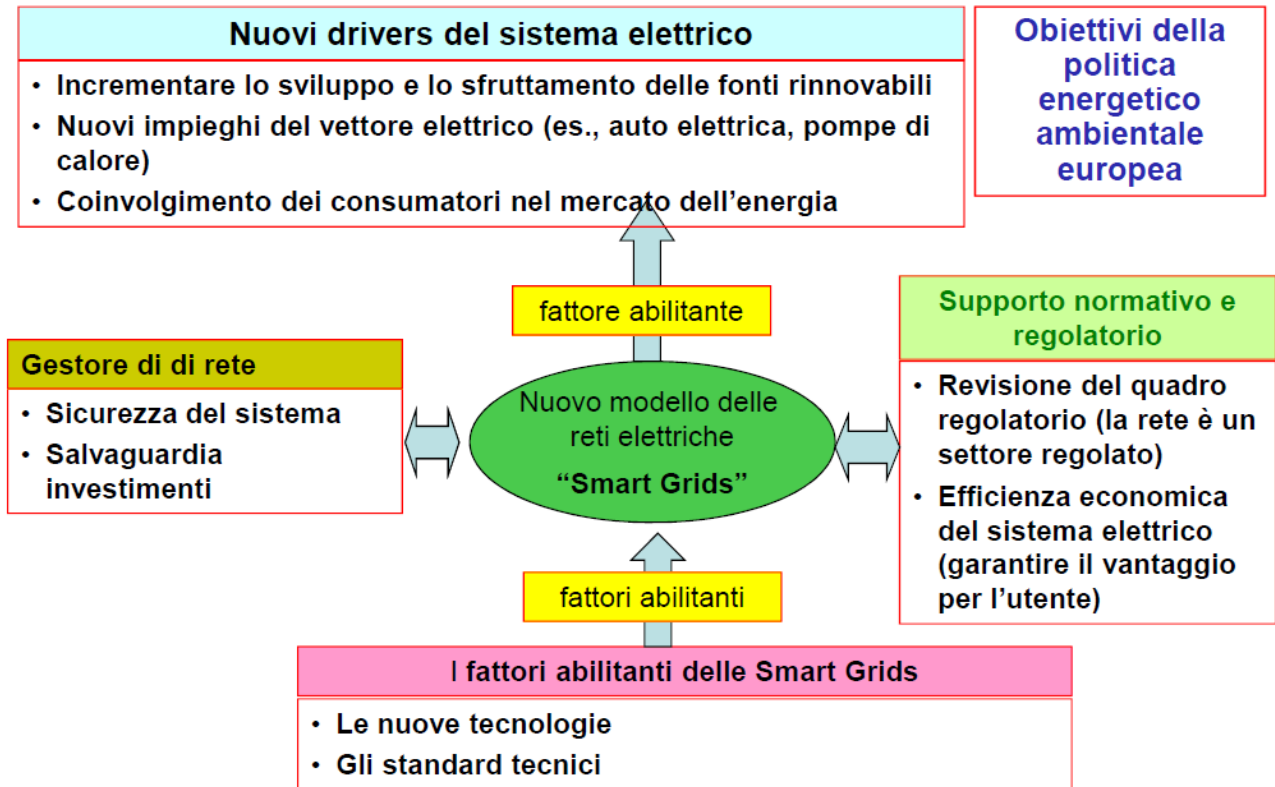 Nuovi drivers del sistema elettrico
• Incrementare lo sviluppo e lo sfruttamento delle fonti rinnovabili
• Nuovi impieghi del vettore elettrico (es., auto elettrica, pompe di
calore)
• Coinvolgimento dei consumatori nel mercato dell'energia
Obiettivi della
politica
energetico
ambientale
europea
fattore abilitante
Gestore di di rete
• Sicurezza del sistema
• Salvaguardia
investimenti
Nuovo modello delle
reti elettriche
“Smart Grids”
Supporto normativo e
regolatorio
• Revisione del quadro
regolatorio (la rete è un
settore regolato)
• Efficienza economica
del sistema elettrico
(garantire il vantaggio
per l'utente)
fattori abilitanti
I fattori abilitanti delle Smart Grids
• Le nuove tecnologie
• Gli standard tecnici